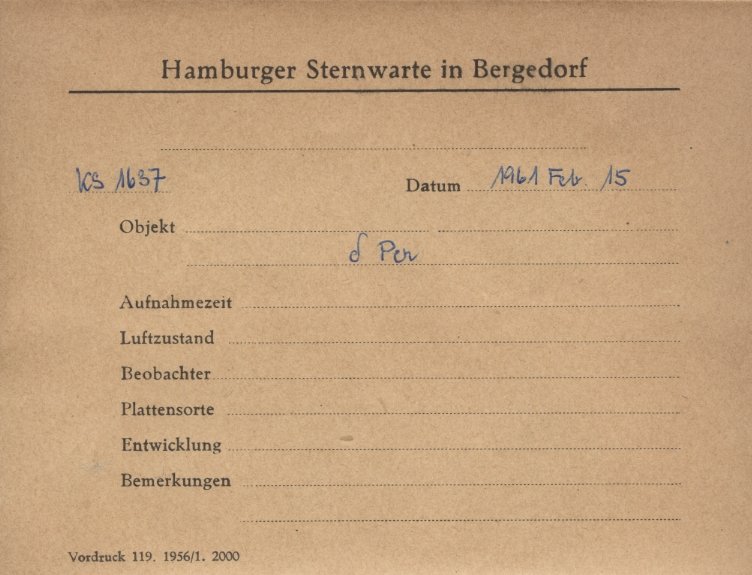 Hamburger Sternwarte in Bergedorf
KS 1637 Datum 1961 Feb 15
Objekt
δ Per
Aufnahmezeit
Luftzustand
Beobachter
Plattensorte
Entwicklung
Bemerkungen
Vordruck 119. 1956/1. 2000